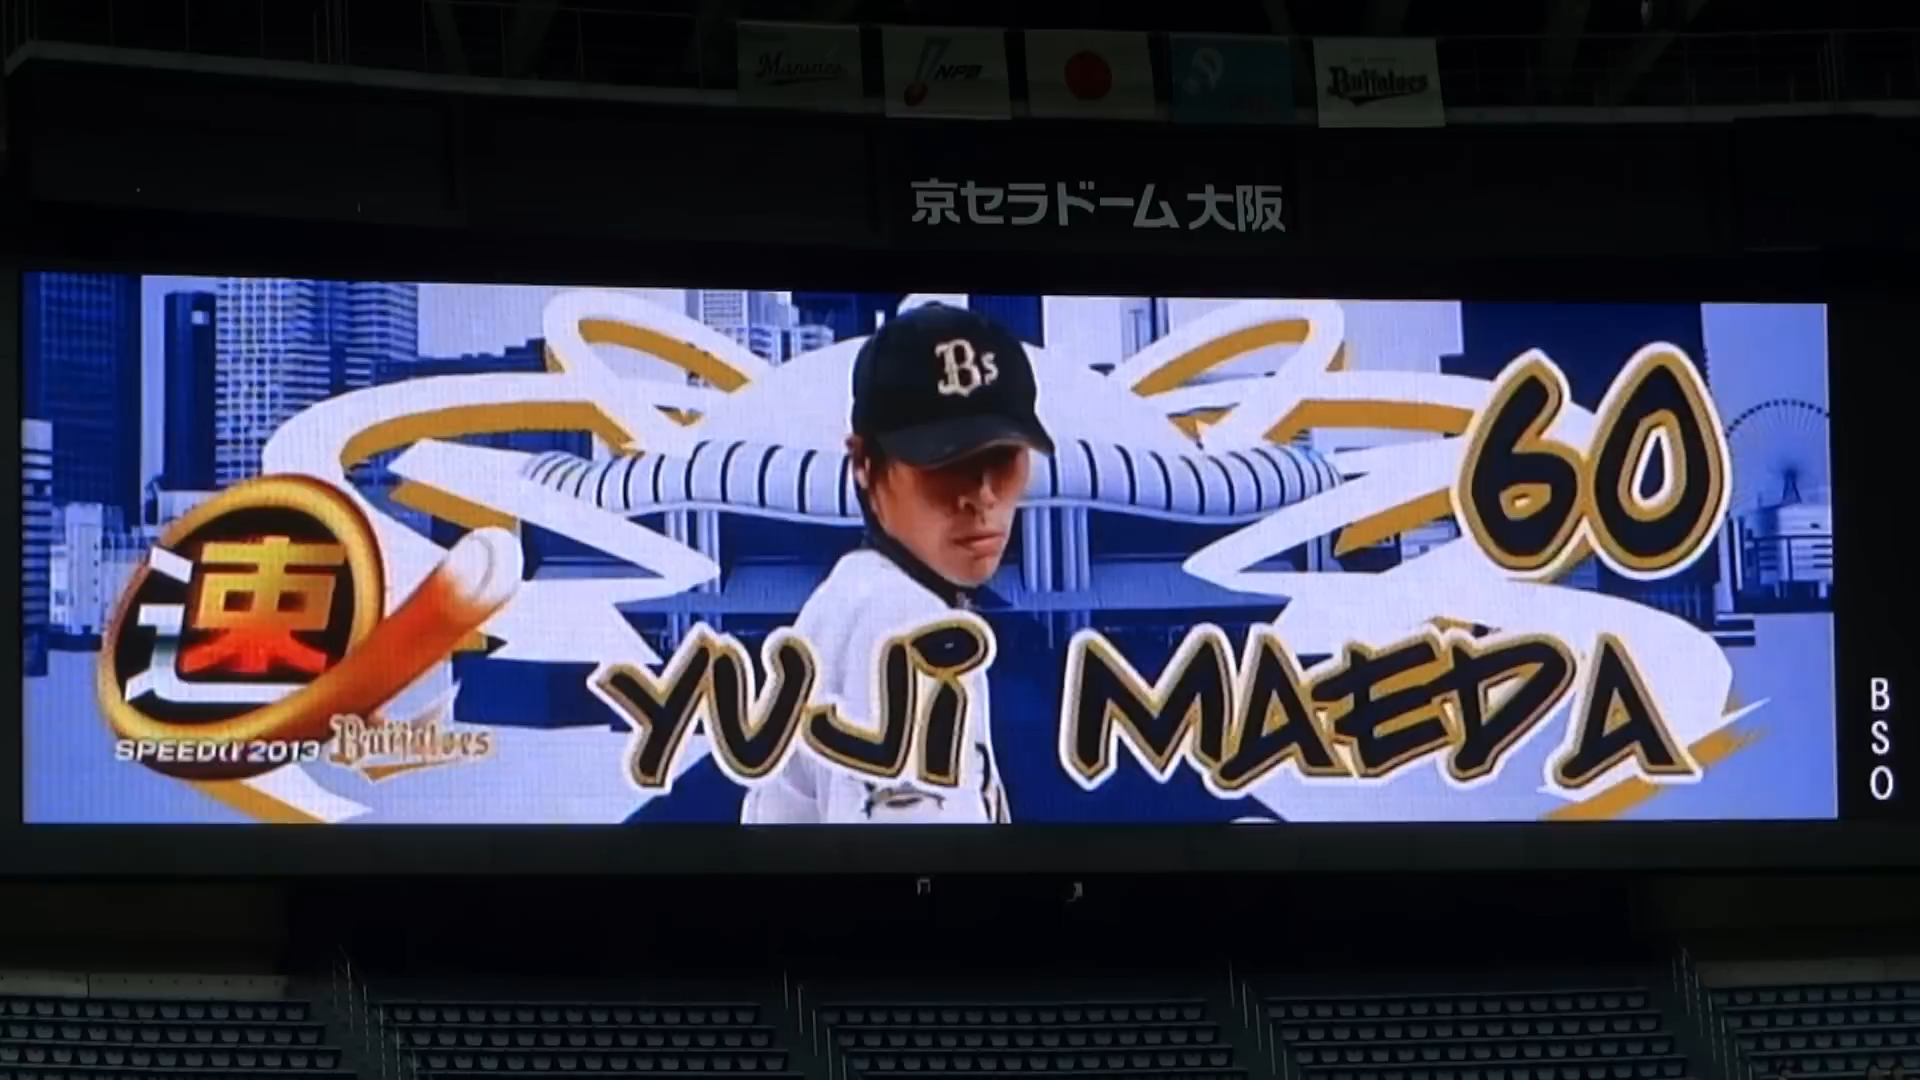 Marines
NPB
Buffaloes
京セラドーム大阪
Bs
60
速
YUJI MAEDA
SPEED 2013 Buffaloes
B
S
O